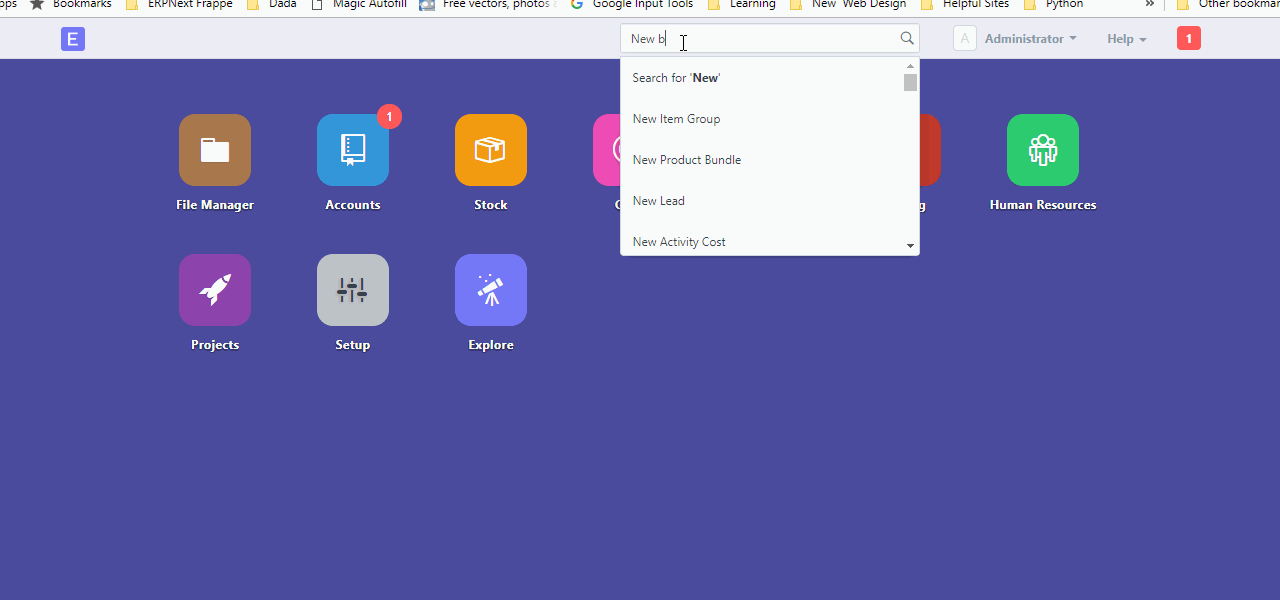 Bookmarks ERPNext Frappe Dada Magic Autofill Free vectors, photos Google Input Tools Learning New Web Design Helpful Sites Python » Other bookmar
E New b A Administrator Help 1
Search for 'New'
New Item Group
New Product Bundle
New Lead
New Activity Cost
1
File Manager Accounts Stock Human Resources
Projects Setup Explore